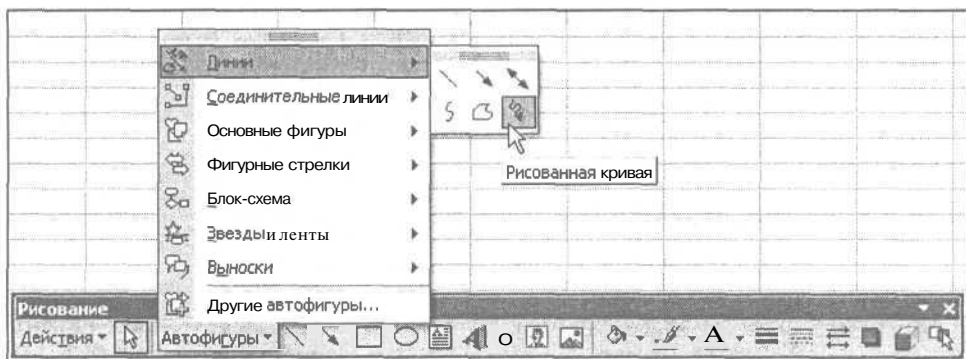 Линии
Соединительные линии
Основные фигуры
Фигурные стрелки
Рисованная кривая
Блок-схема
Звезды и ленты
Выноски
Другие автофигуры...
Рисование
Действия Автофигуры А